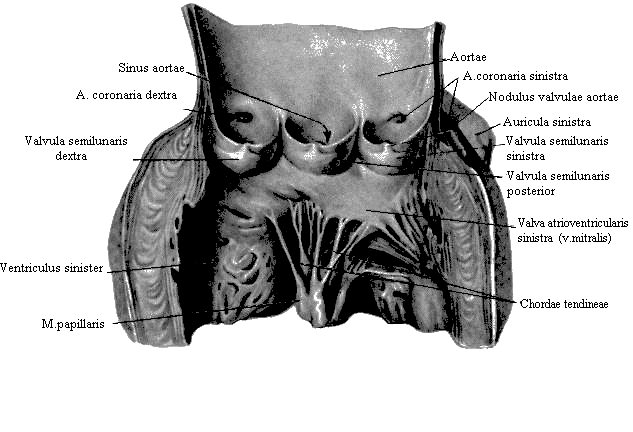 Sinus aortae
A. coronaria dextra
Valvula semilunaris
dextra
Ventriculus sinister
M.papillaris
Aortae
A.coronaria sinistra
Nodulus valvulae aortae
Auricula sinistra
Valvula semilunaris
sinistra
Valvula semilunaris
posterior
Valva atrioventricularis
sinistra (v.mitralis)
Chordae tendineae